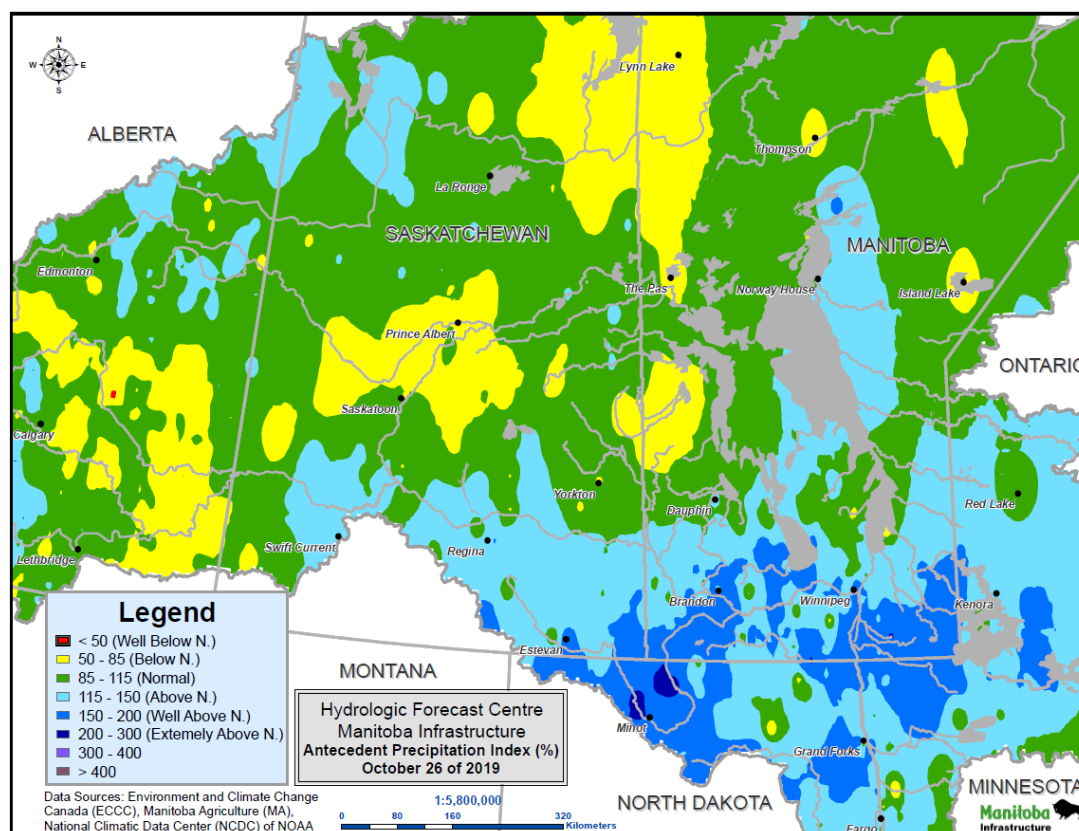 N
W E
S
Lynn Lake
ALBERTA
Thompson
La Ronge
SASKATCHEWAN
MANITOBA
Edmonton
The Pas
Norway House
Island Lake
Prince Albert
ONTARIO
Saskatoon
Calgary
Yorkton
Dauphin
Red Lake
Swift Current
Regina
Lethbridge
Brandon
Winnipeg
Kenora
Estevan
Legend
< 50 (Well Below N.)
50 - 85 (Below N.)
85 - 115 (Normal)
115 - 150 (Above N.)
150 - 200 (Well Above N.)
200 - 300 (Extemely Above N.)
300 - 400
> 400
MONTANA
Hydrologic Forecast Centre
Manitoba Infrastructure
Antecedent Precipitation Index (%)
October 26 of 2019
Minot
Grand Forks
NORTH DAKOTA
MINNESOTA
Data Sources: Environment and Climate Change
Canada (ECCC), Manitoba Agriculture (MA),
National Climatic Data Center (NCDC) of NOAA
1:5,800,000
0 80 160 320
Kilometers
Fargo
Manitoba
Infrastructure